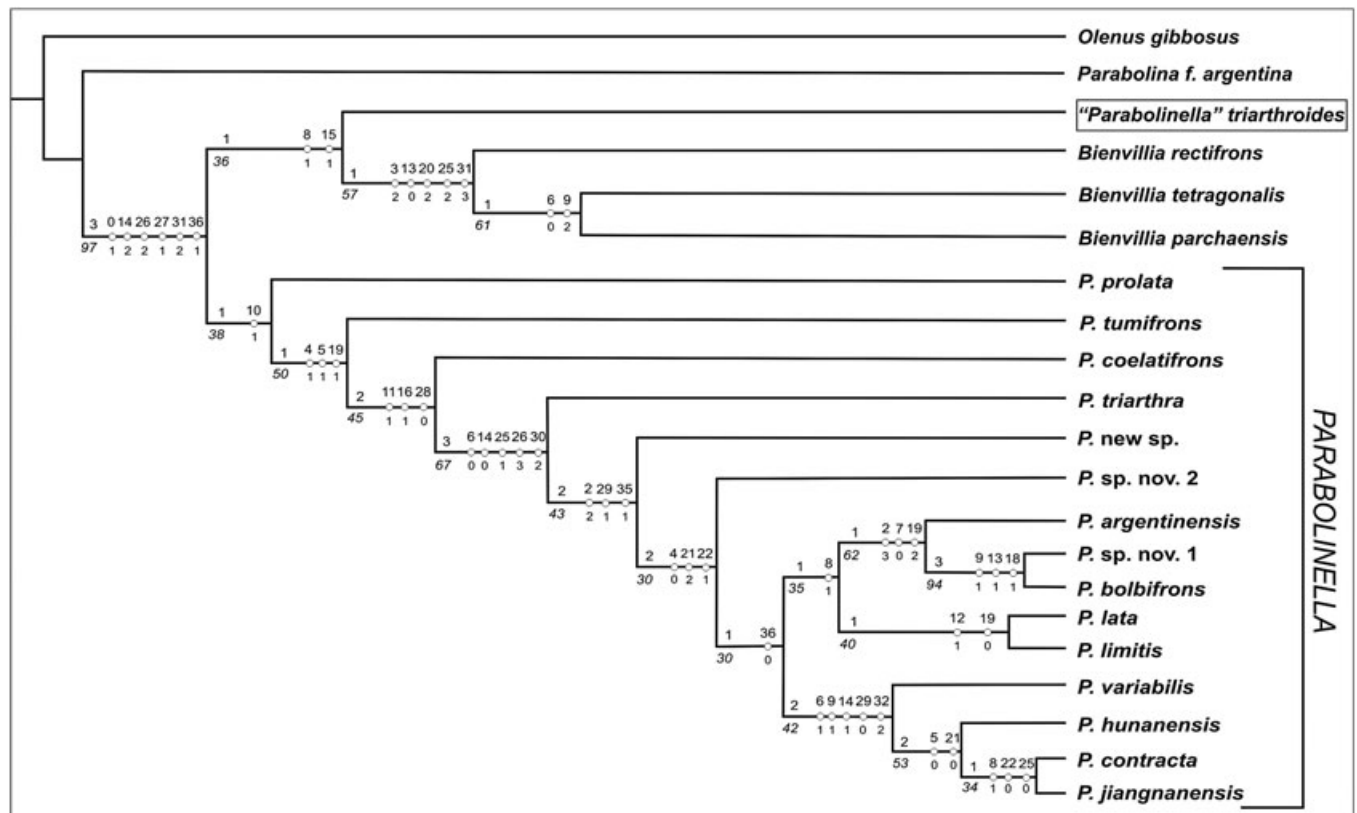 Olenus gibbosus
Parabolina f. argentina
"Parabolinella" triarthroides
1 8 15
36 1 1
Bienvillia rectifrons
1 3 13 20 25 31
57 2 0 2 2 3
Bienvillia tetragonalis
1 6 9
61 0 2
3 0 14 26 27 31 36
97 1 2 2 1 2 1
Bienvillia parchaensis
P. prolata
1 10
38 1
P. tumifrons
1 4 5 19
50 1 1 1
P. coelatifrons
2 11 16 28
45 1 1 0
P. triarthra
3 6 14 25 26 30
67 0 0 1 3 2
P. new sp.
2 2 29 35
43 2 1 1
P. sp. nov. 2
2 4 21 22
30 0 2 1
P. argentinensis
1 2 7 19
62 3 0 2
P. sp. nov. 1
3 9 13 18
94 1 1 1
1 8
35 1
P. bolbifrons
P. lata
1 12 19
40 1 0
1 36
30 0
P. limitis
P. variabilis
2 6 9 14 29 32
42 1 1 1 0 2
P. hunanensis
2 5 21
53 0 0
P. contracta
1 8 22 25
34 1 0 0
P. jiangnanensis
PARABOLINELLA